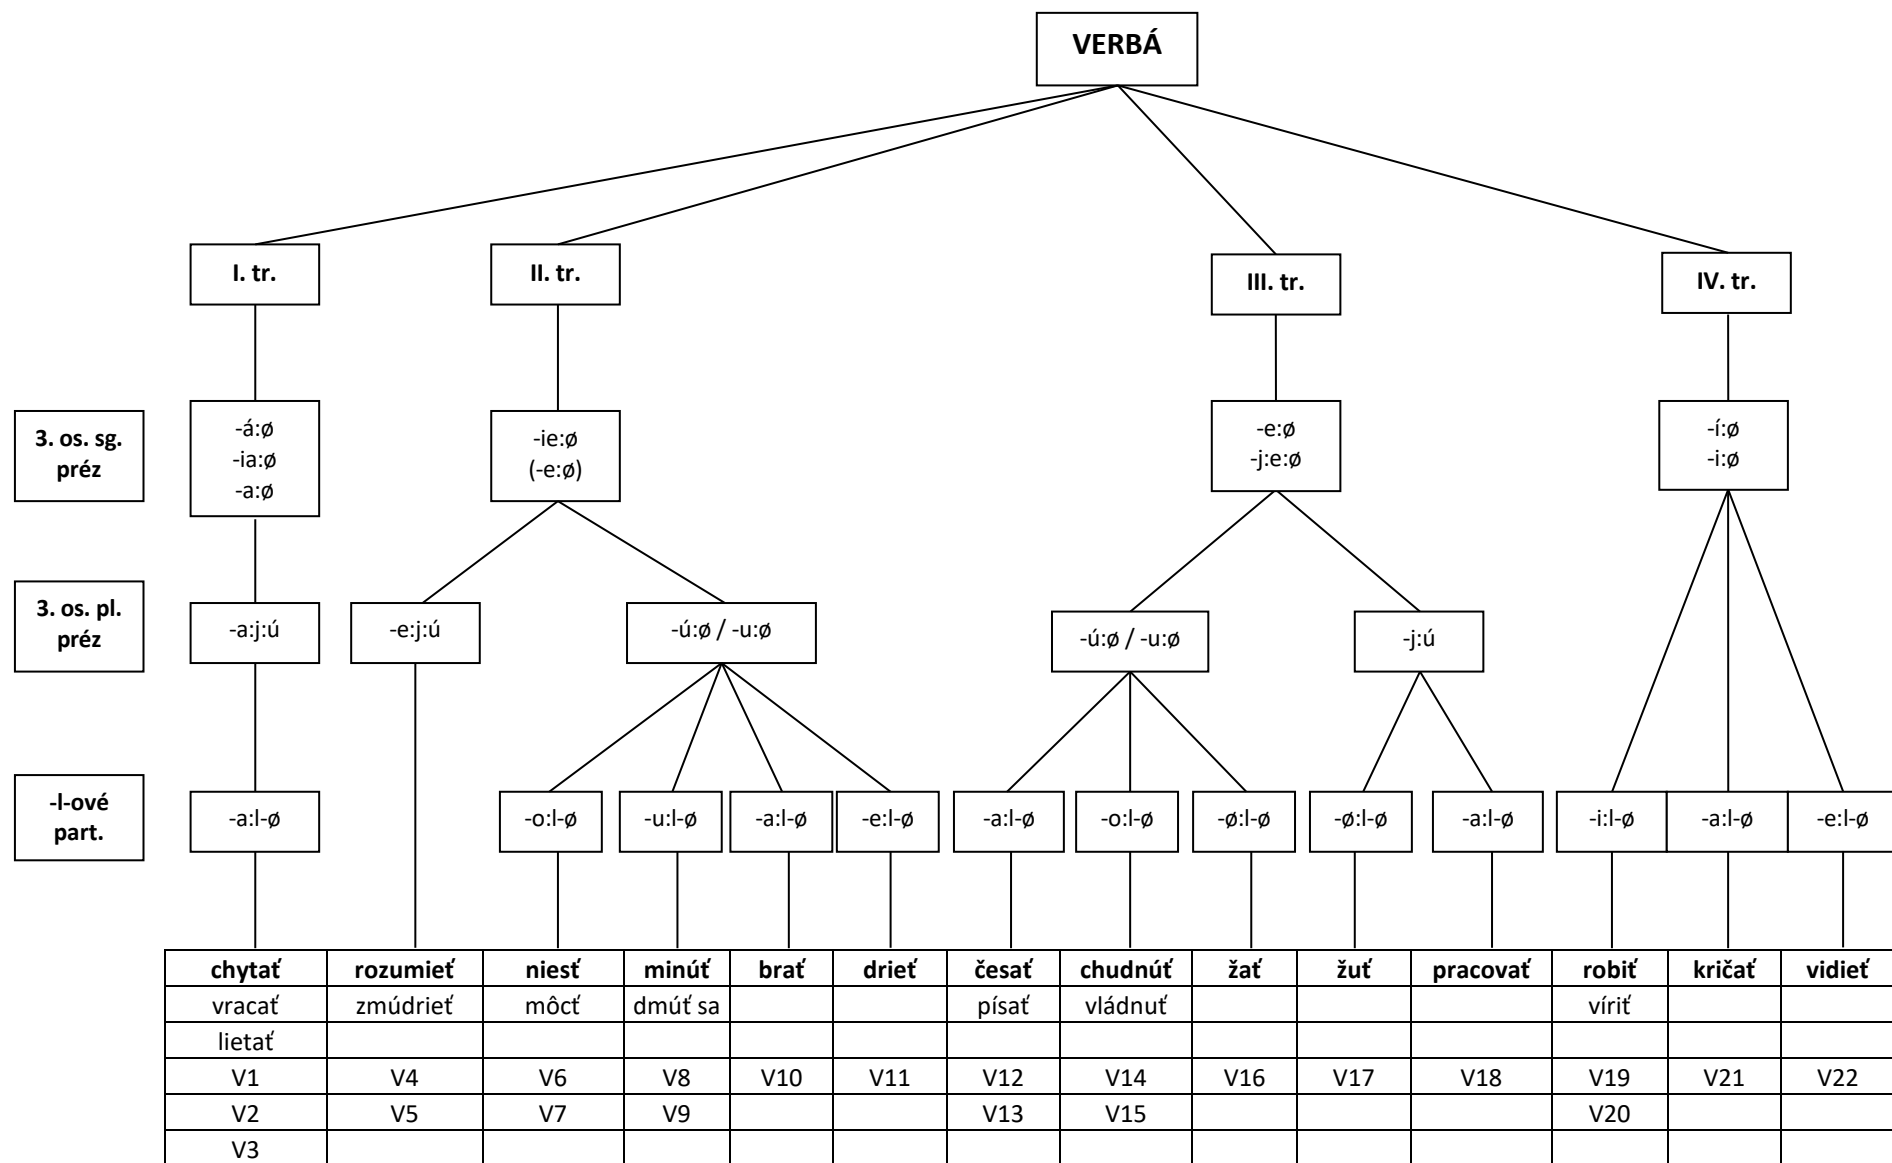 VERBÁ
I. tr.
II. tr.
III. tr.
IV. tr.
3. os. sg.
préz
-á:ø
-ia:ø
-a:ø
-ie:ø
(-e:ø)
-e:ø
-j:e:ø
-í:ø
-i:ø
3. os. pl.
préz
-a:j:ú
-e:j:ú
-ú:ø / -u:ø
-ú:ø / -u:ø
-j:ú
-l-ové
part.
-a:l-ø
-o:l-ø
-u:l-ø
-a:l-ø
-e:l-ø
-a:l-ø
-o:l-ø
-ø:l-ø
-ø:l-ø
-a:l-ø
-i:l-ø
-a:l-ø
-e:l-ø
chytať rozumieť niesť minúť brať drieť česať chudnúť žať žuť pracovať robiť kričať vidieť
vracať zmúdrieť môcť dmúť sa písať vládnuť víriť
lietať
V1 V4 V6 V8 V10 V11 V12 V14 V16 V17 V18 V19 V21 V22
V2 V5 V7 V9 V13 V15 V20
V3